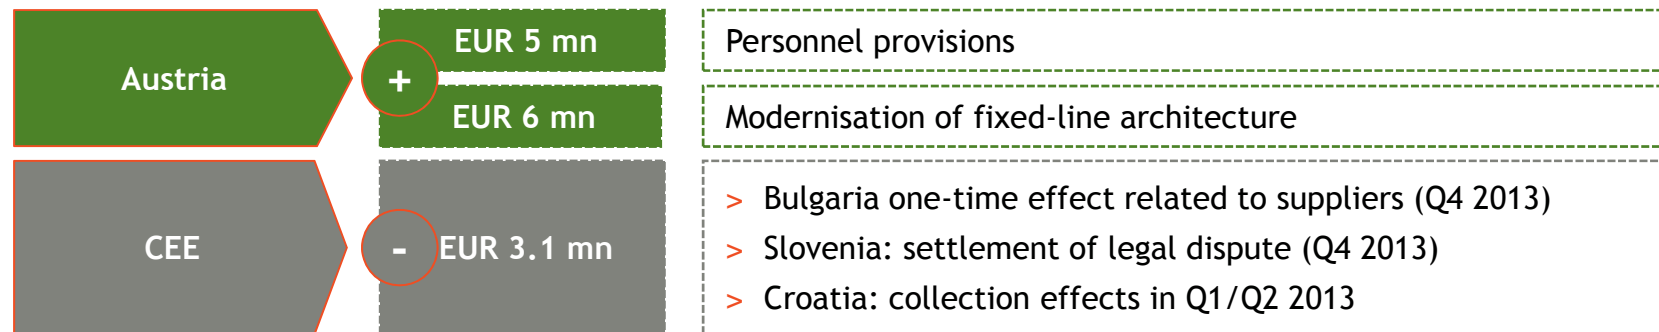 Austria
+
EUR 5 mn
Personnel provisions
EUR 6 mn
Modernisation of fixed-line architecture
CEE
-
EUR 3.1 mn
> Bulgaria one-time effect related to suppliers (Q4 2013)
> Slovenia: settlement of legal dispute (Q4 2013)
> Croatia: collection effects in Q1/Q2 2013